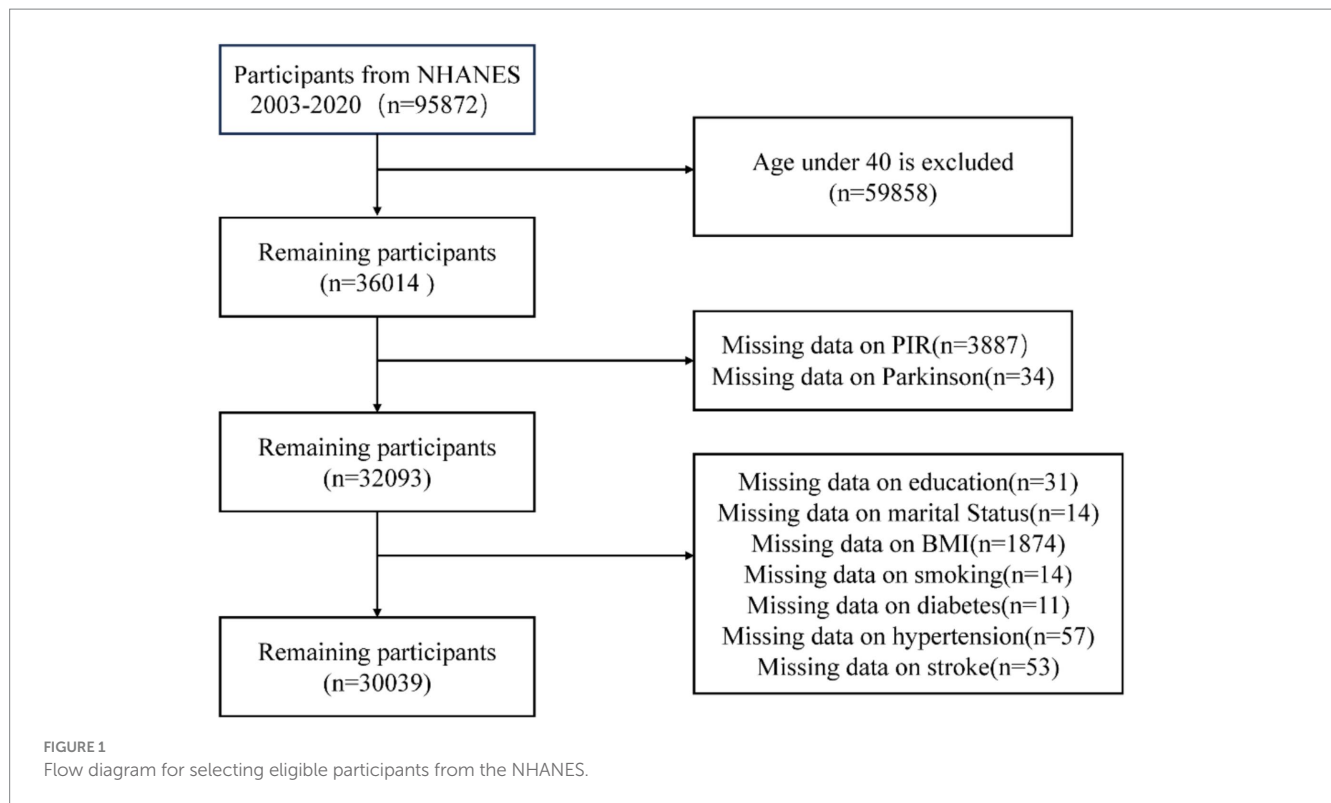 Participants from NHANES
2003-2020 (n=95872)
Age under 40 is excluded
(n=59858)
Remaining participants
(n=36014 )
Missing data on PIR(n=3887)
Missing data on Parkinson(n=34)
Remaining participants
(n=32093)
Missing data on education(n=31)
Missing data on marital Status(n=14)
Missing data on BMI(n=1874)
Missing data on smoking(n=14)
Missing data on diabetes(n=11)
Missing data on hypertension(n=57)
Missing data on stroke(n=53)
Remaining participants
(n=30039)
FIGURE 1
Flow diagram for selecting eligible participants from the NHANES.